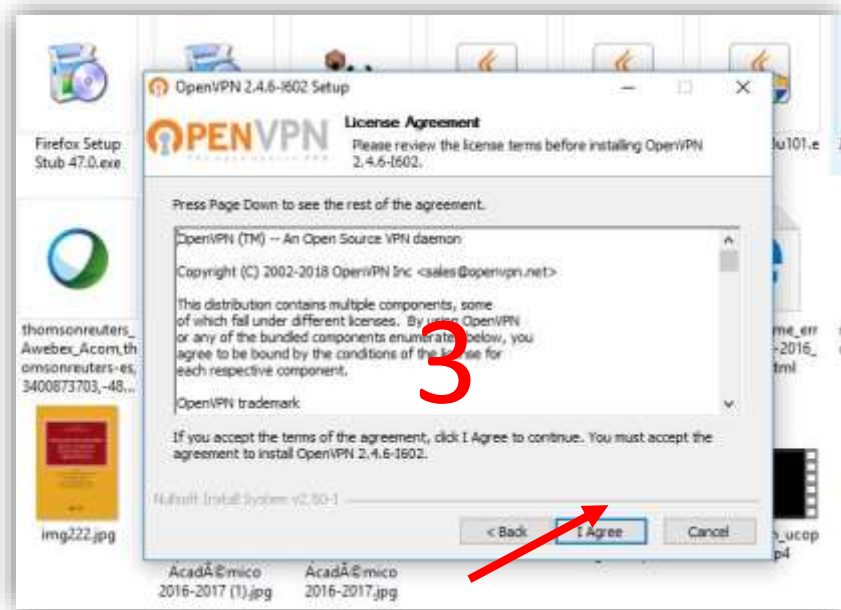 OpenVPN 2.4.6-I602 Setup
OPENVPN
License Agreement
Please review the license terms before installing OpenVPN
2.4.6-I602.
Press Page Down to see the rest of the agreement.
OpenVPN (TM) -- An Open Source VPN daemon
Copyright (C) 2002-2018 OpenVPN Inc <sales@openvpn.net>
This distribution contains multiple components, some
of which fall under different licenses. By using OpenVPN
or any of the bundled components enumerated below, you
agree to be bound by the conditions of the license for
each respective component.
OpenVPN trademark
3
If you accept the terms of the agreement, click I Agree to continue. You must accept the
agreement to install OpenVPN 2.4.6-I602.
Nullsoft Install System v2.50-1
< Back
I Agree
Cancel
Firefox Setup
Stub 47.0.exe
u101.e
thomsonreuters_
Awebex_Acom,th
omsonreuters-es,
3400873703,-48...
me_err
-2016_
tml
img222.jpg
_ucop
p4
AcadÃ©mico
2016-2017 (1).jpg
AcadÃ©mico
2016-2017.jpg